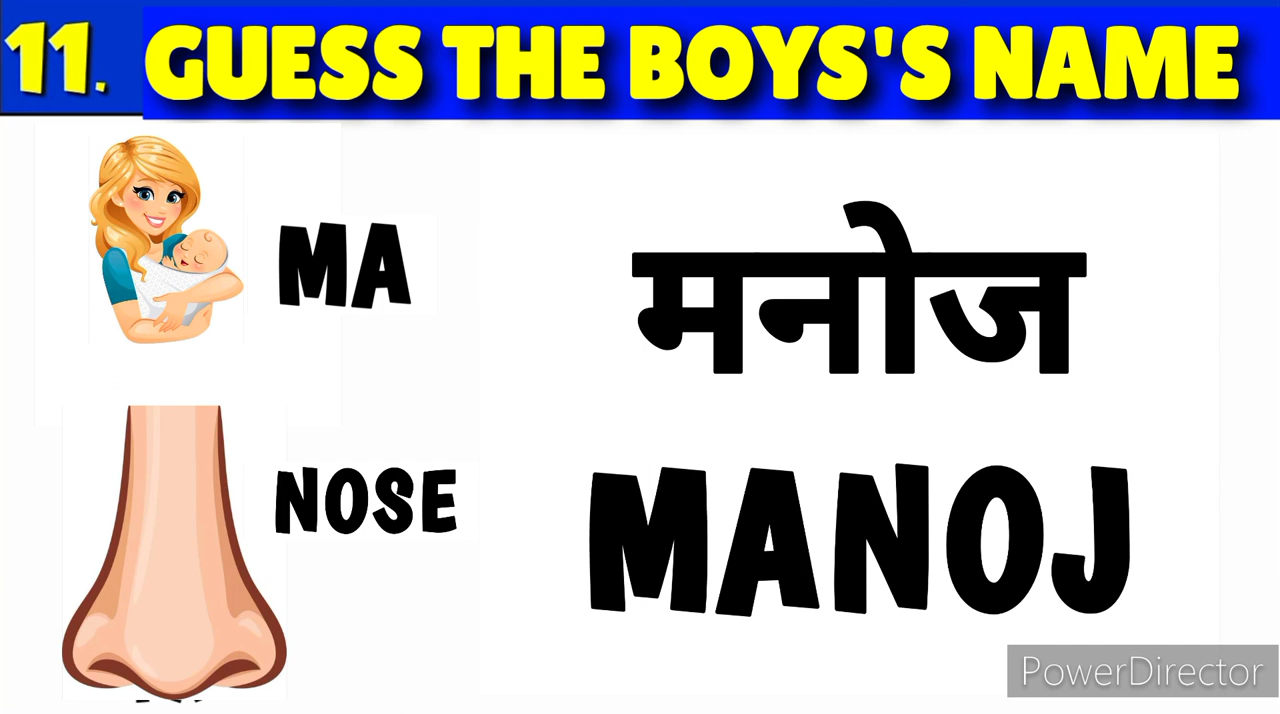 11. GUESS THE BOYS'S NAME
MA
मनोज
NOSE
MANOJ
PowerDirector